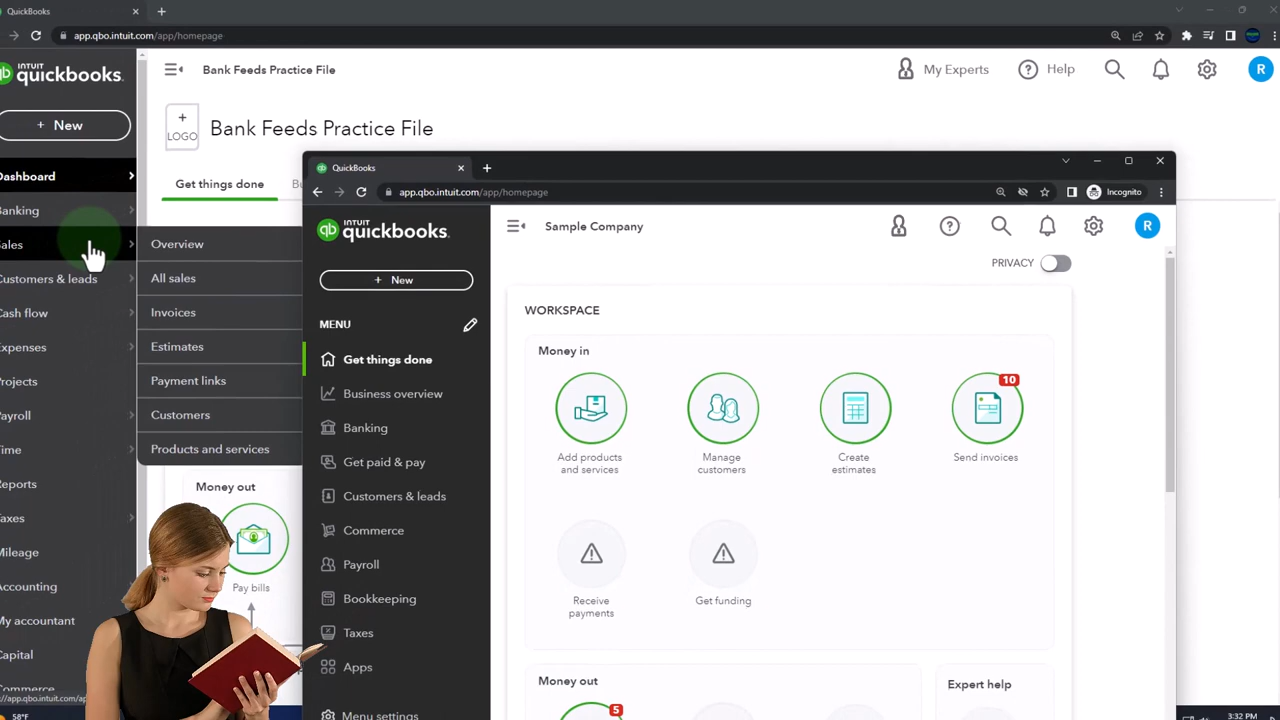 QuickBooks
app.qbo.intuit.com/app/homepage
INTUIT
quickbooks.
Bank Feeds Practice File
My Experts
Help
R
+ New
+
LOGO
Bank Feeds Practice File
Dashboard
Get things done
Bu
Banking
Sales
Customers & leads
Cash flow
Expenses
Projects
Payroll
Time
Reports
Taxes
Mileage
Accounting
My accountant
Capital
Commerce
Overview
All sales
Invoices
Estimates
Payment links
Customers
Products and services
Money out
Pay bills
QuickBooks
app.qbo.intuit.com/app/homepage
Incognito
INTUIT
quickbooks.
Sample Company
R
+ New
PRIVACY
MENU
Get things done
Business overview
Banking
Get paid & pay
Customers & leads
Commerce
Payroll
Bookkeeping
Taxes
Apps
Menu settings
WORKSPACE
Money in
10
Add products
and services
Manage
customers
Create
estimates
Send invoices
Receive
payments
Get funding
Money out
5
Expert help
58°F
3:32 PM